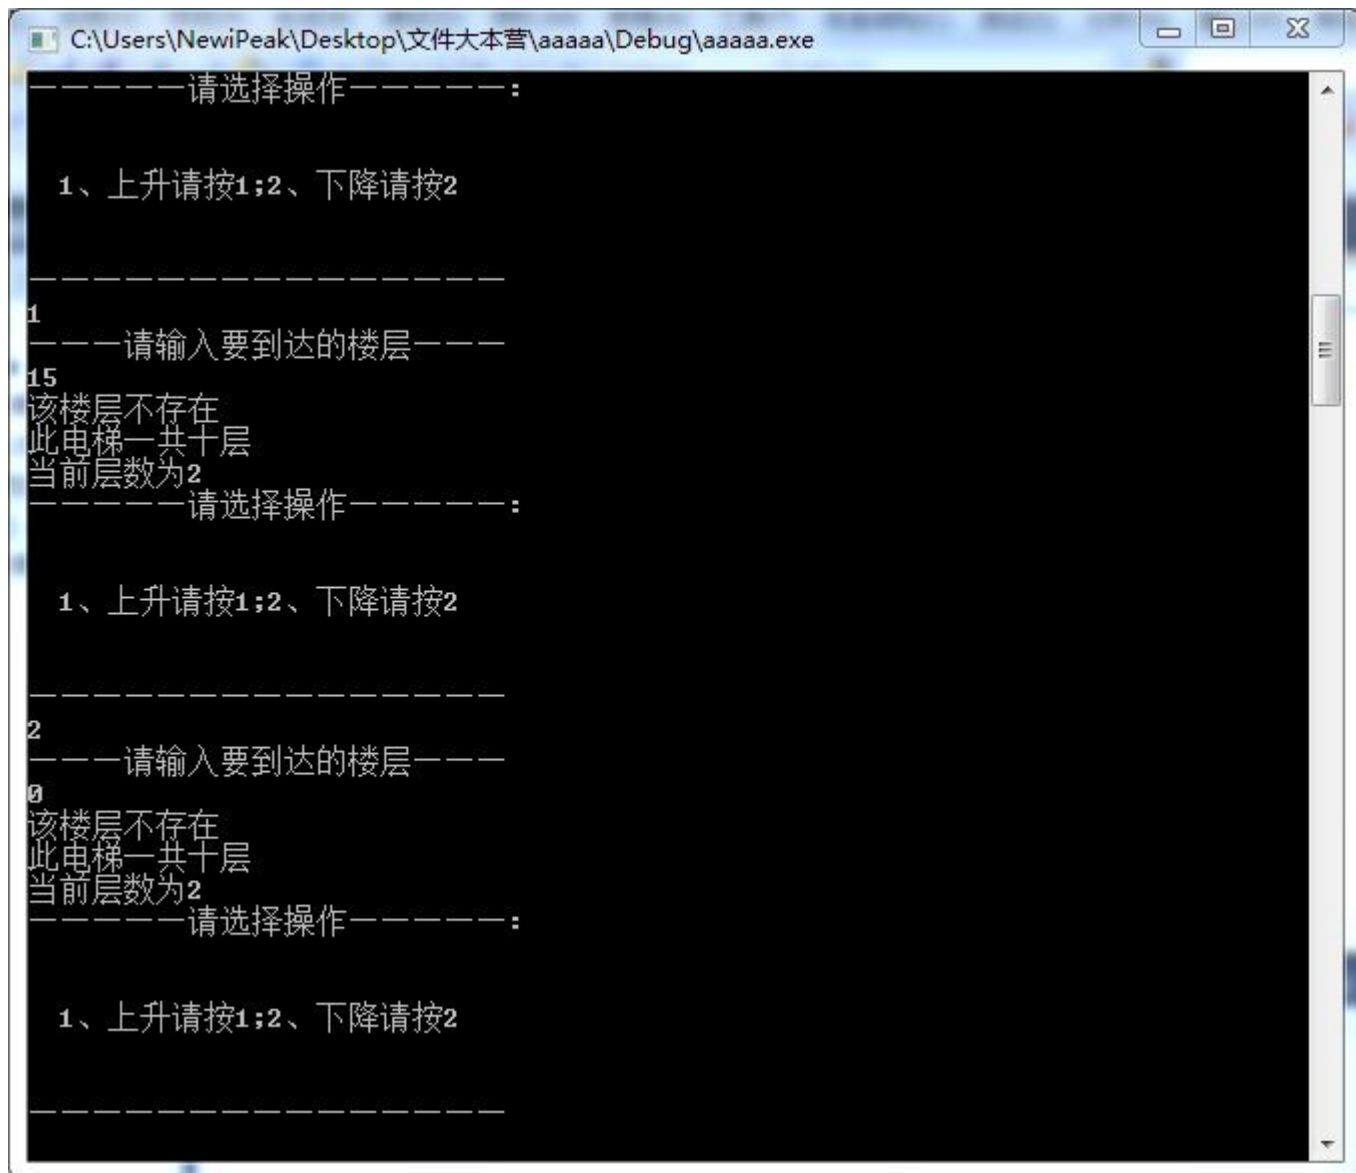 C:\Users\NewiPeak\Desktop\文件大本营\aaaaa\Debug\aaaaa.exe
—————请选择操作—————:
1、上升请按1;2、下降请按2
———————————————
1
———请输入要到达的楼层———
15
该楼层不存在
此电梯一共十层
当前层数为2
—————请选择操作—————:
1、上升请按1;2、下降请按2
———————————————
2
———请输入要到达的楼层———
0
该楼层不存在
此电梯一共十层
当前层数为2
—————请选择操作—————:
1、上升请按1;2、下降请按2
———————————————